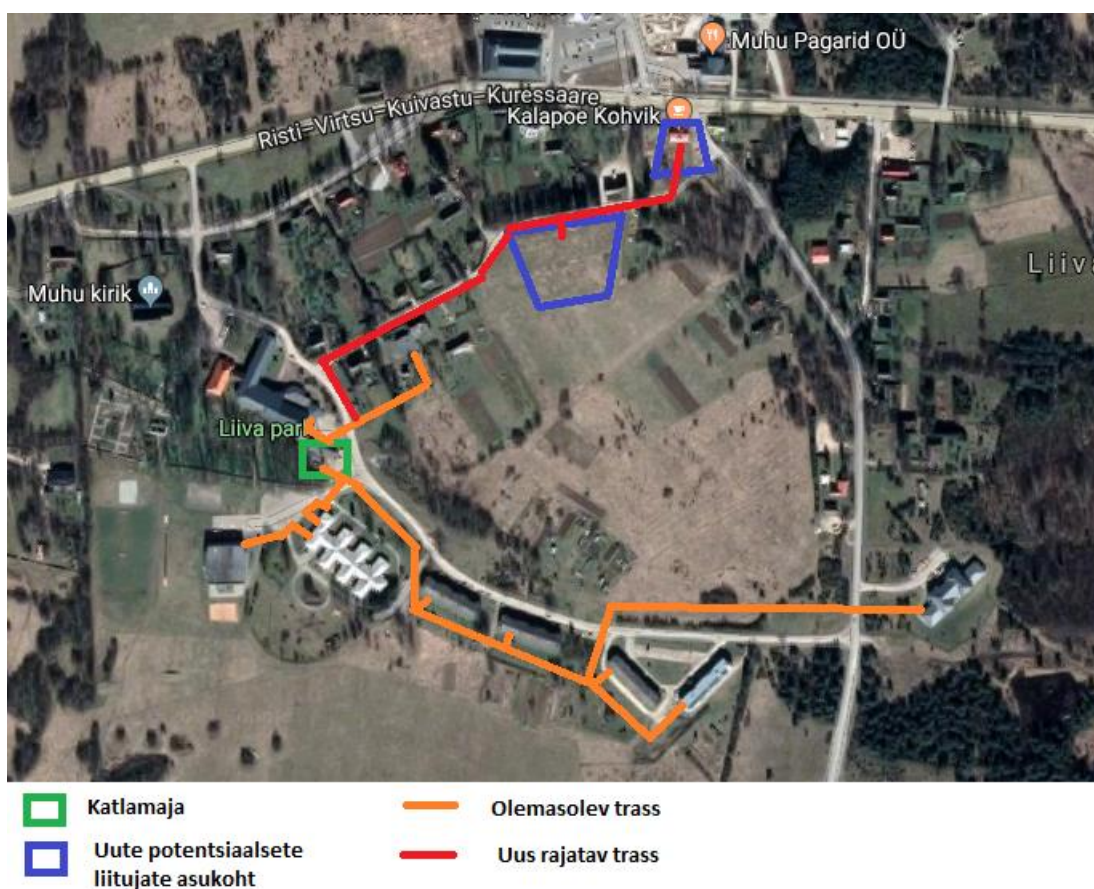 Muhu Pagarid OÜ
Risti-Virtsu-Kuivastu-Kuressaare
Kalapoe Kohvik
Liiva
Muhu kirik
Liiva park
Katlamaja
Olemasolev trass
Uute potentsiaalsete
liitujate asukoht
Uus rajatav trass